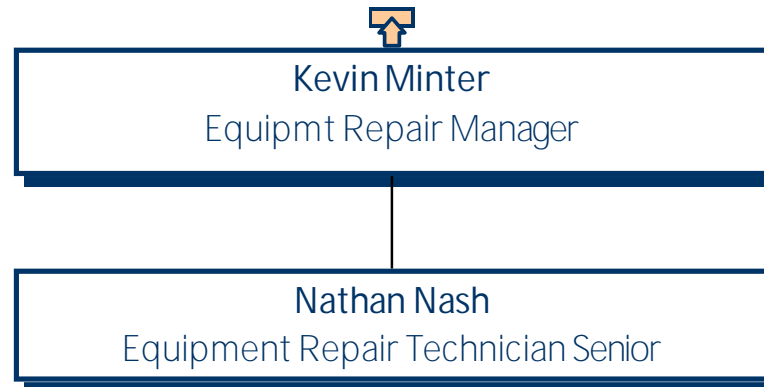 Kevin Minter
Equipmt Repair Manager
Nathan Nash
Equipment Repair Technician Senior